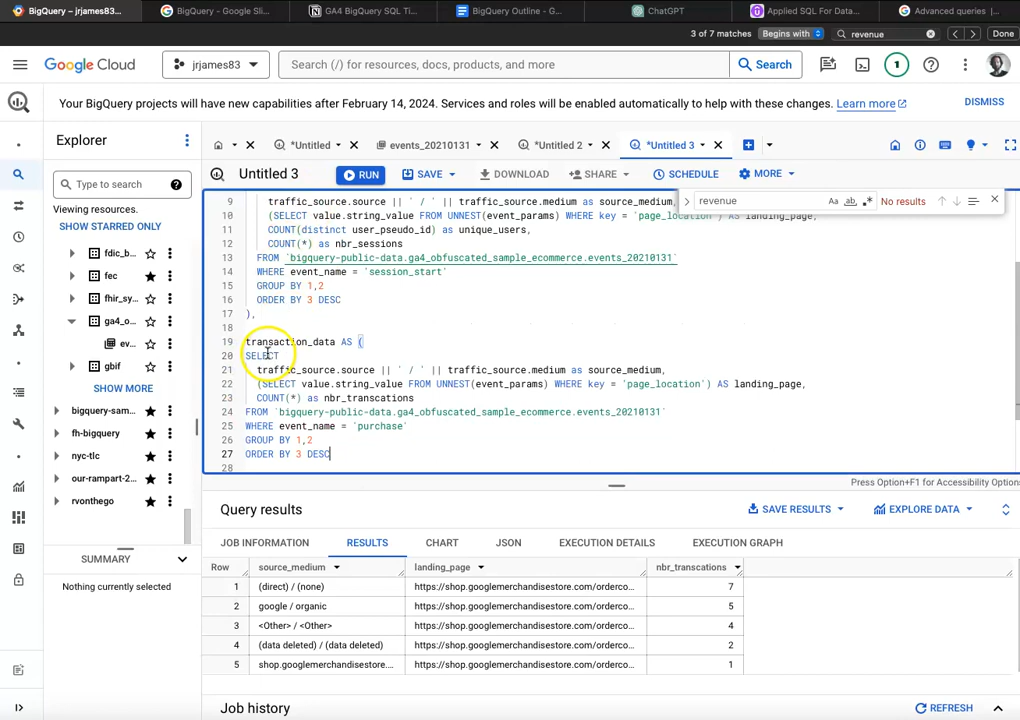 BigQuery – jrjames83...
BigQuery - Google Sli...
GA4 BigQuery SQL Ti...
BigQuery Outline - G...
ChatGPT
Applied SQL For Data...
Advanced queries |...
3 of 7 matches
Begins with
revenue
Done
Google Cloud
jrjames83
Search (/) for resources, docs, products, and more
Search
1
Your BigQuery projects will have new capabilities after February 14, 2024. Services and roles will be enabled automatically to help with these changes. Learn more
DISMISS
Explorer
*Untitled
events_20210131
*Untitled 2
*Untitled 3
Untitled 3
RUN
SAVE
DOWNLOAD
SHARE
SCHEDULE
MORE
Type to search
Viewing resources.
SHOW STARRED ONLY
fdic_b...
fec
fhir_sy...
ga4_o...
ev...
gbif
SHOW MORE
bigquery-sam...
fh-bigquery
nyc-tlc
our-rampart-2...
rvonthego
SUMMARY
Nothing currently selected
revenue
Aa
ab
No results
9 traffic_source.source || ' / ' || traffic_source.medium as source_medium,
10 (SELECT value.string_value FROM UNNEST(event_params) WHERE key = 'page_location') AS landing_page,
11 COUNT(distinct user_pseudo_id) as unique_users,
12 COUNT(*) as nbr_sessions
13 FROM `bigquery-public-data.ga4_obfuscated_sample_ecommerce.events_20210131`
14 WHERE event_name = 'session_start'
15 GROUP BY 1,2
16 ORDER BY 3 DESC
17 ),
18
19 transaction_data AS (
20 SELECT
21 traffic_source.source || ' / ' || traffic_source.medium as source_medium,
22 (SELECT value.string_value FROM UNNEST(event_params) WHERE key = 'page_location') AS landing_page,
23 COUNT(*) as nbr_transcations
24 FROM `bigquery-public-data.ga4_obfuscated_sample_ecommerce.events_20210131`
25 WHERE event_name = 'purchase'
26 GROUP BY 1,2
27 ORDER BY 3 DESC
28
Press Option+F1 for Accessibility Option
Query results
SAVE RESULTS
EXPLORE DATA
JOB INFORMATION
RESULTS
CHART
JSON
EXECUTION DETAILS
EXECUTION GRAPH
Row source_medium landing_page nbr_transcations
1 (direct) / (none) https://shop.googlemerchandisestore.com/orderco... 7
2 google / organic https://shop.googlemerchandisestore.com/orderco... 5
3 <Other> / <Other> https://shop.googlemerchandisestore.com/orderco... 4
4 (data deleted) / (data deleted) https://shop.googlemerchandisestore.com/orderco... 2
5 shop.googlemerchandisestore.... https://shop.googlemerchandisestore.com/orderco... 1
Job history
REFRESH